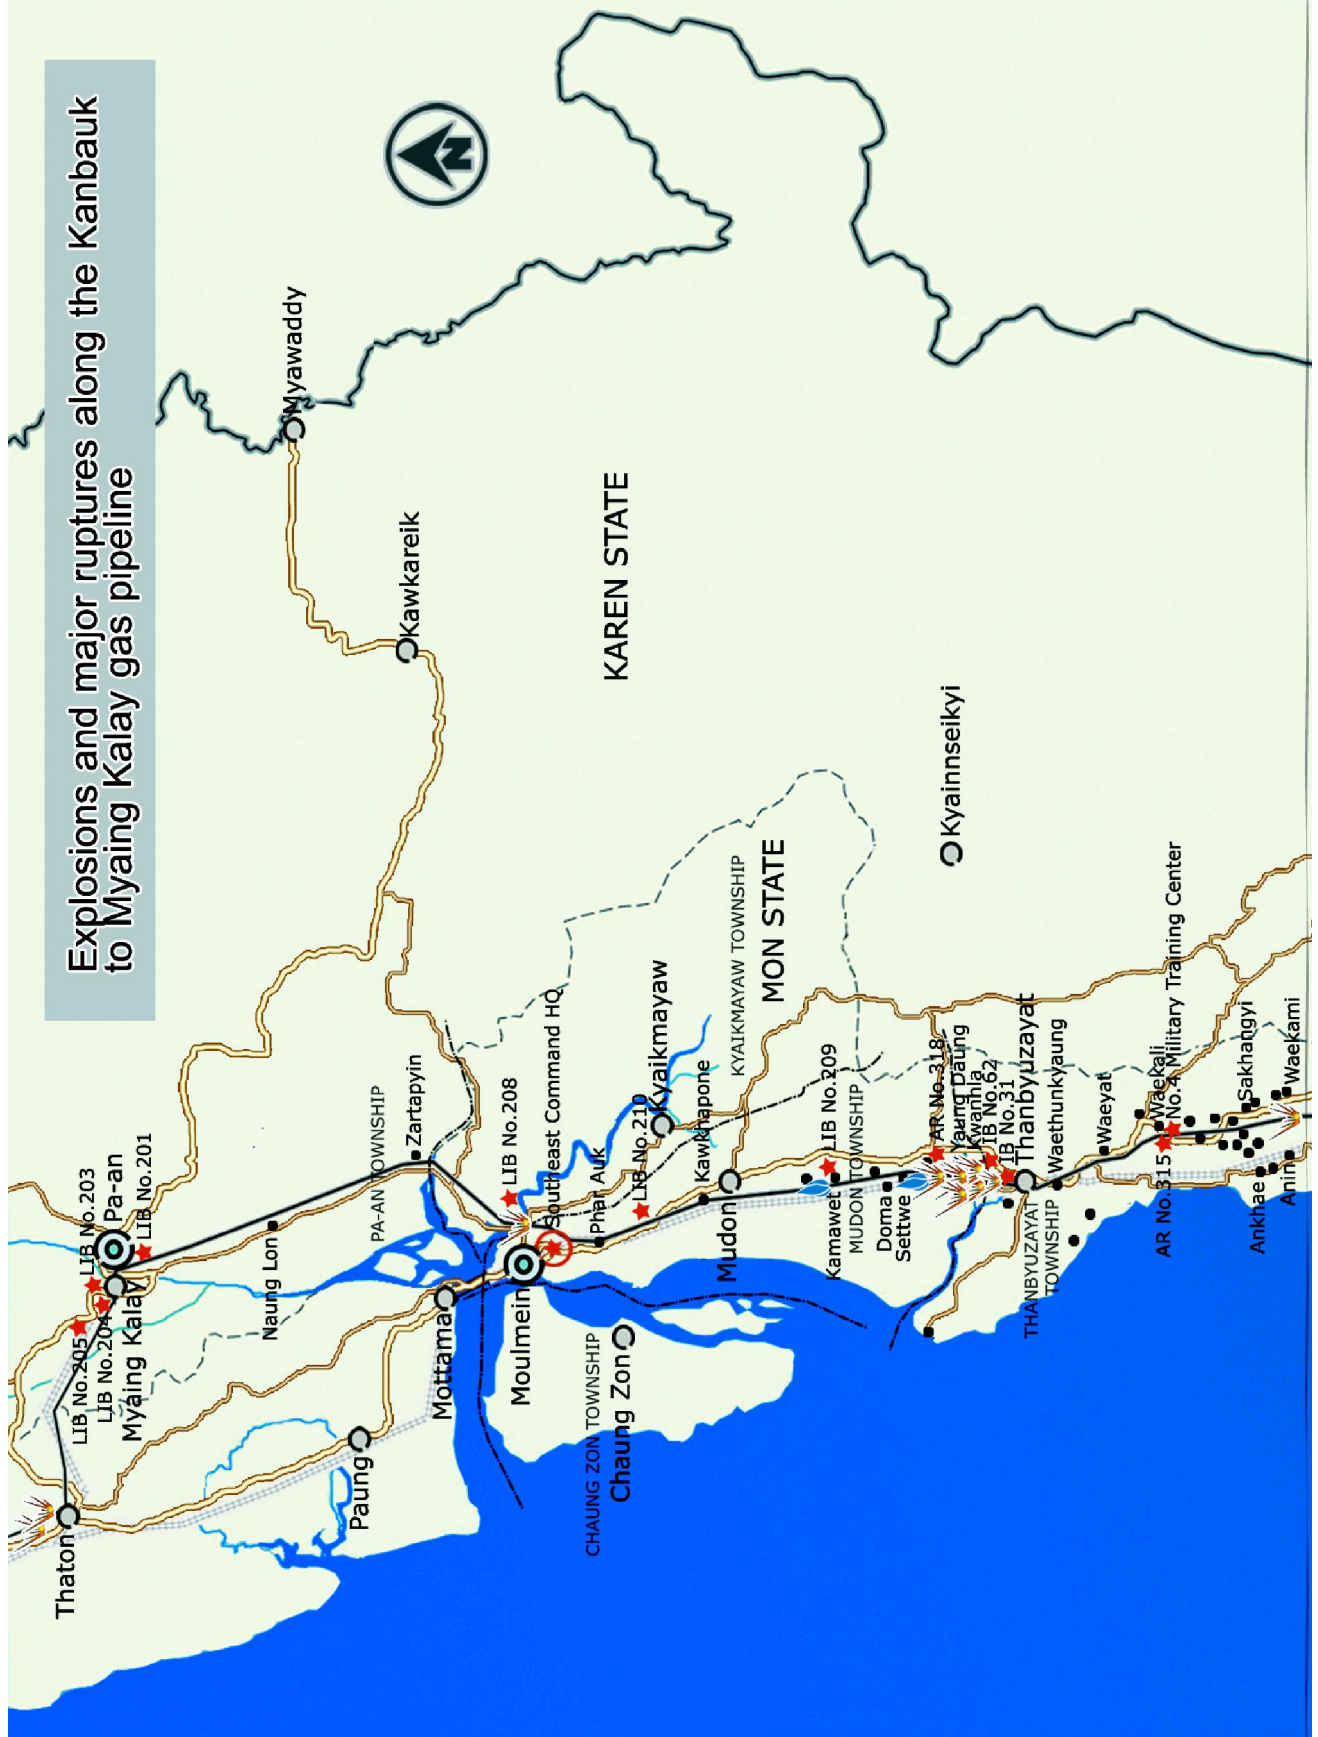 Explosions and major ruptures along the Kanbauk
to Myaing Kalay gas pipeline
N
Myawaddy
Kawkareik
KAREN STATE
Kyainnseikyi
MON STATE
KYAIKMAYAW TOWNSHIP
Kyaikmayaw
Kawkhapone
Zartapyin
PA-AN TOWNSHIP
LIB No.203
Pa-an
LIB No.201
LIB No.205
LIB No.204
Myaing Kalay
Naung Lon
Thaton
Paung
Mottama
Moulmein
LIB No.208
Southeast Command HQ
Phar Auk
LIB No.210
CHAUNG ZON TOWNSHIP
Chaung Zon
Mudon
LIB No.209
Kamawet
MUDON TOWNSHIP
Doma
Setwe
AR No.318
Yaung Daung
Kwanhla
LIB No.62
IB No.31
Thanbyuzayat
Waethunkyaung
THANBYUZAYAT
TOWNSHIP
Waeyat
Waekali
No.4 Military Training Center
AR No.315
Sakhangyi
Waekami
Ankhae
Anin